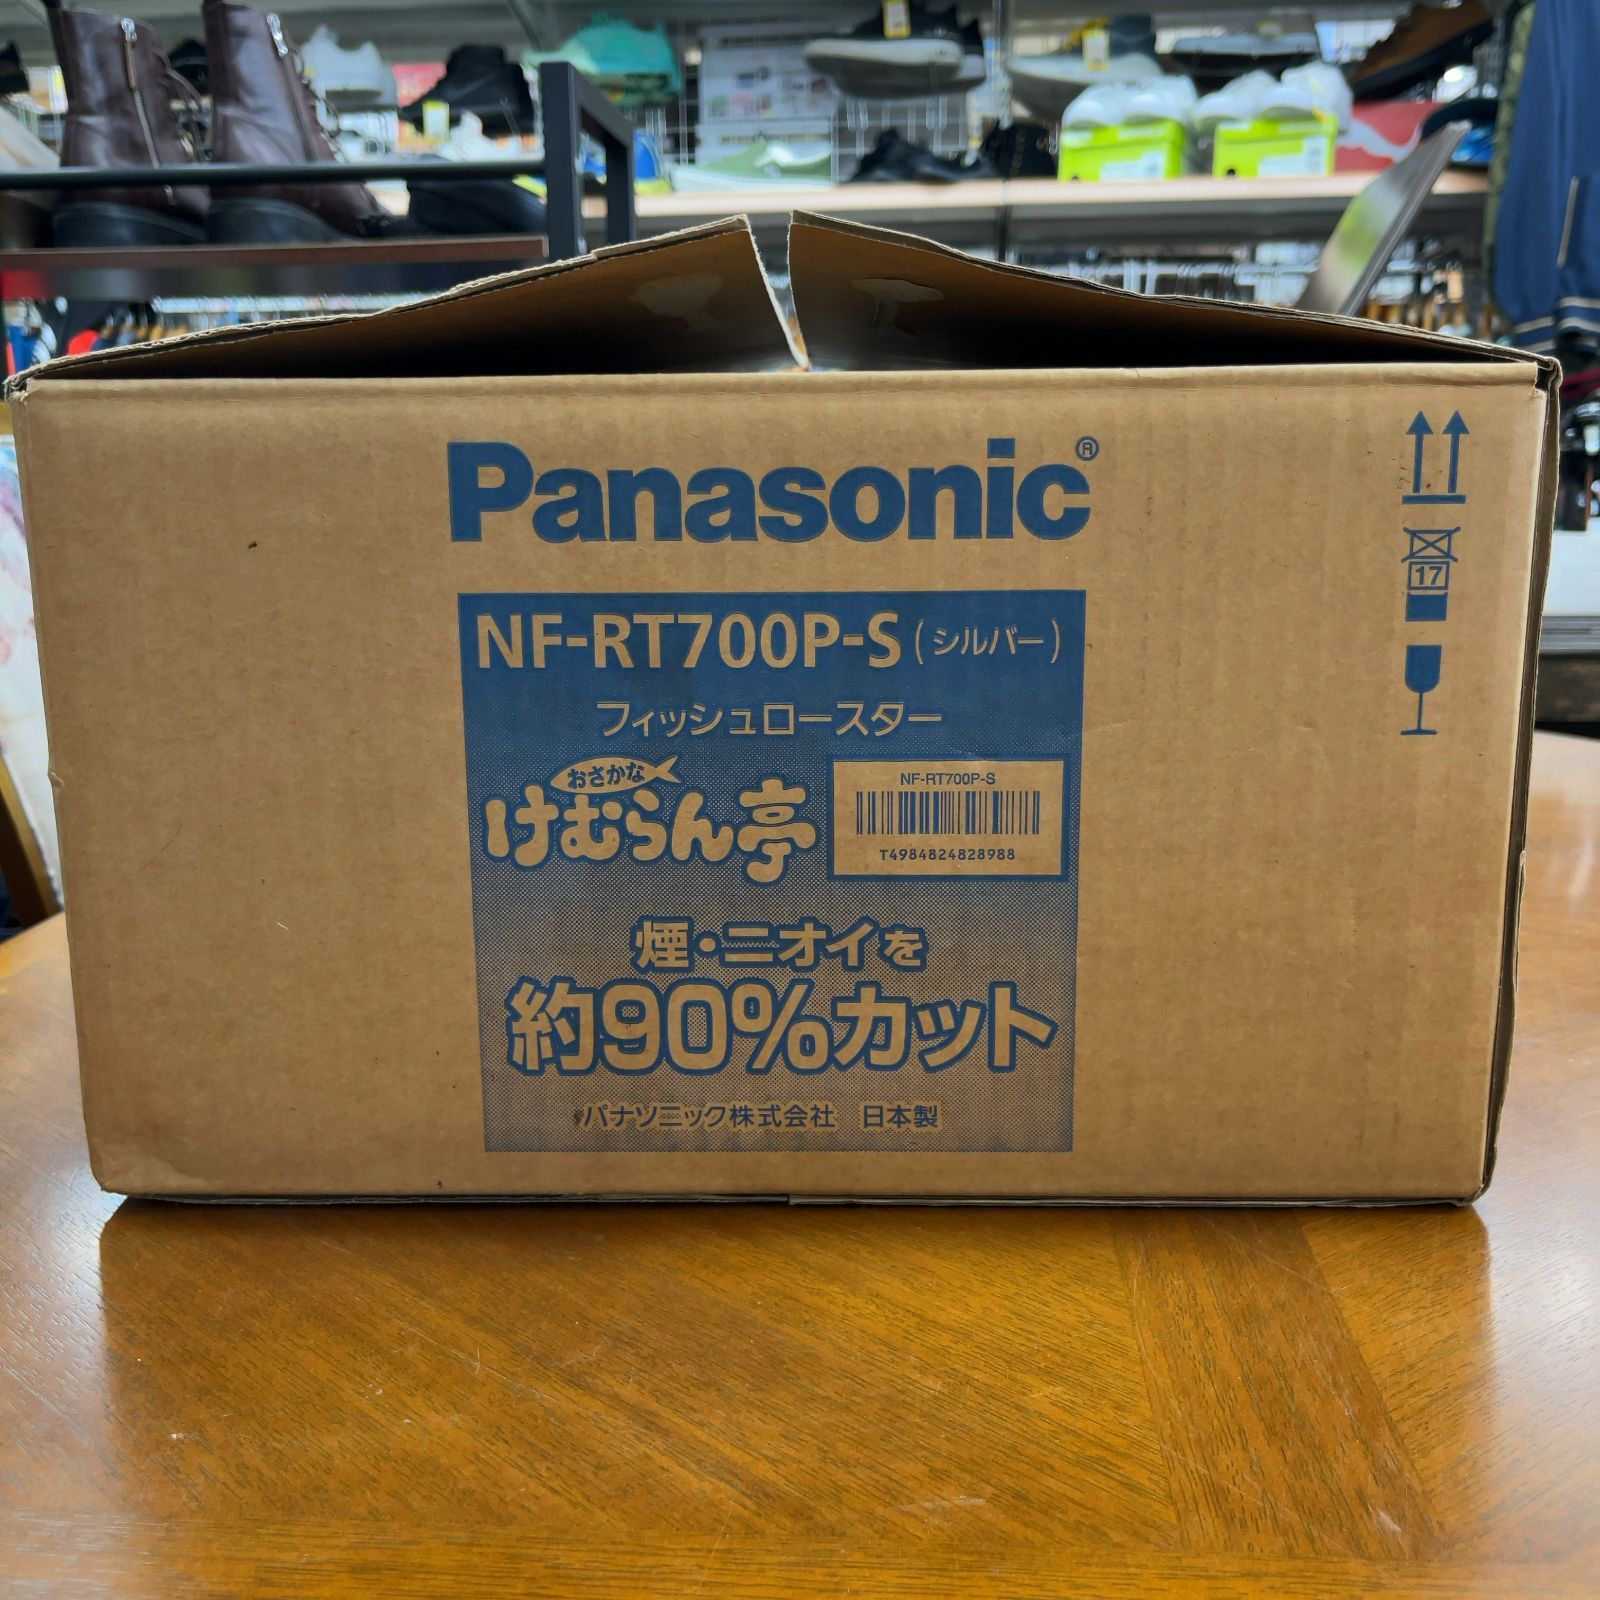 Panasonic®
NF-RT700P-S(シルバー)
フィッシュロースター
おさかな
けむらん亭
NF-RT700P-S
T4984824828988
煙・ニオイを
約90%カット
パナソニック株式会社 日本製
17